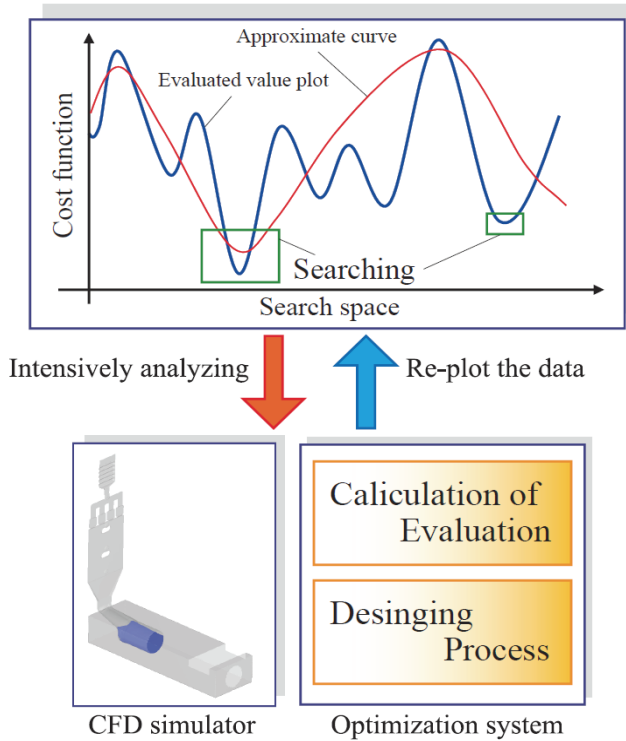 Approximate curve
Evaluated value plot
Cost function
Searching
Search space
Intensively analyzing
Re-plot the data
Caliculation of
Evaluation
Desinging
Process
CFD simulator
Optimization system